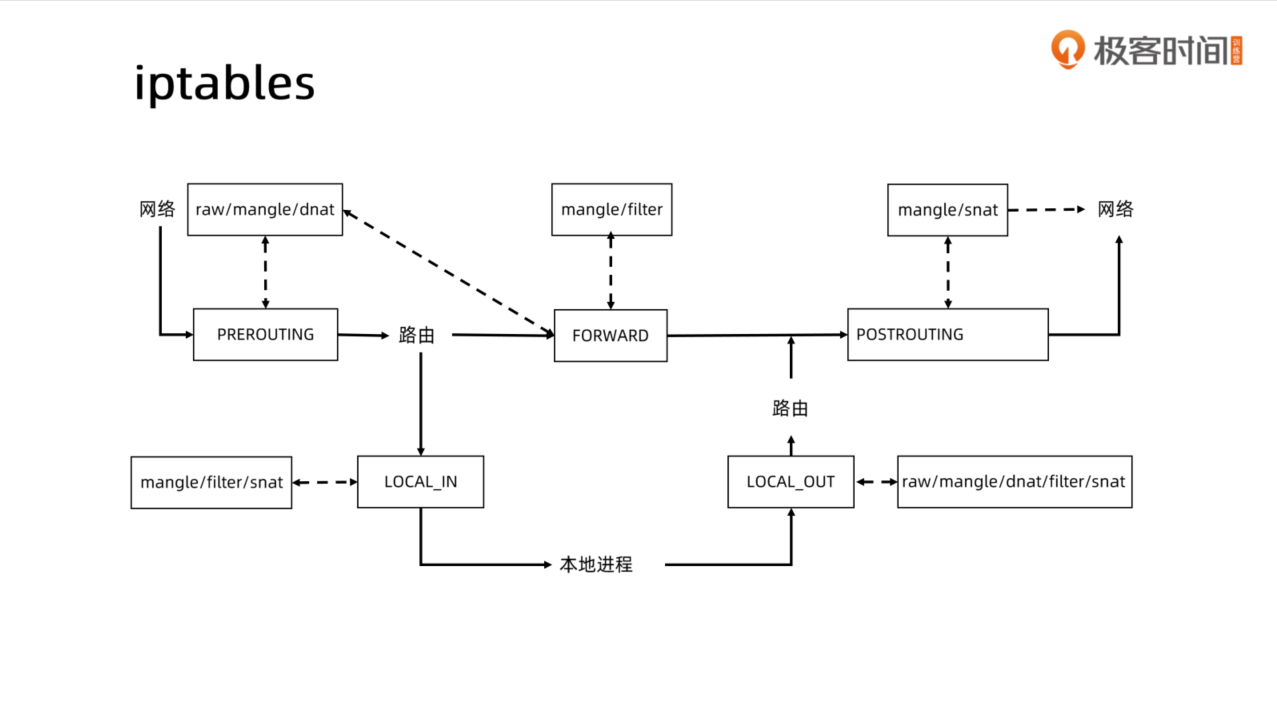 极客时间
训练营
iptables
网络
raw/mangle/dnat
mangle/filter
mangle/snat
网络
PREROUTING
路由
FORWARD
POSTROUTING
路由
mangle/filter/snat
LOCAL_IN
LOCAL_OUT
raw/mangle/dnat/filter/snat
本地进程